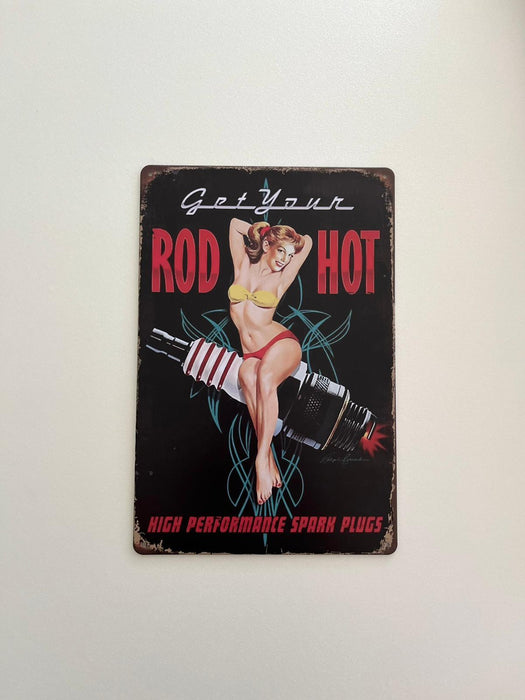 Get Your
ROD HOT
HIGH PERFORMANCE SPARK PLUGS